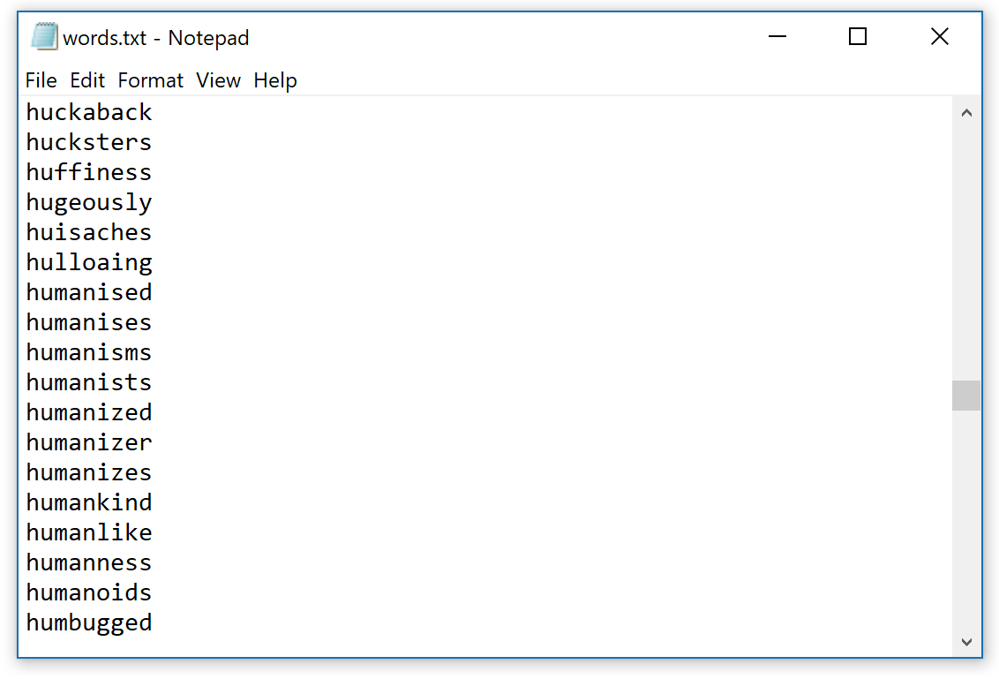 words.txt - Notepad
File Edit Format View Help
huckaback
hucksters
huffiness
hugeously
huisaches
hulloaing
humanised
humanises
humanisms
humanists
humanized
humanizer
humanizes
humankind
humanlike
humanness
humanoids
humbugged